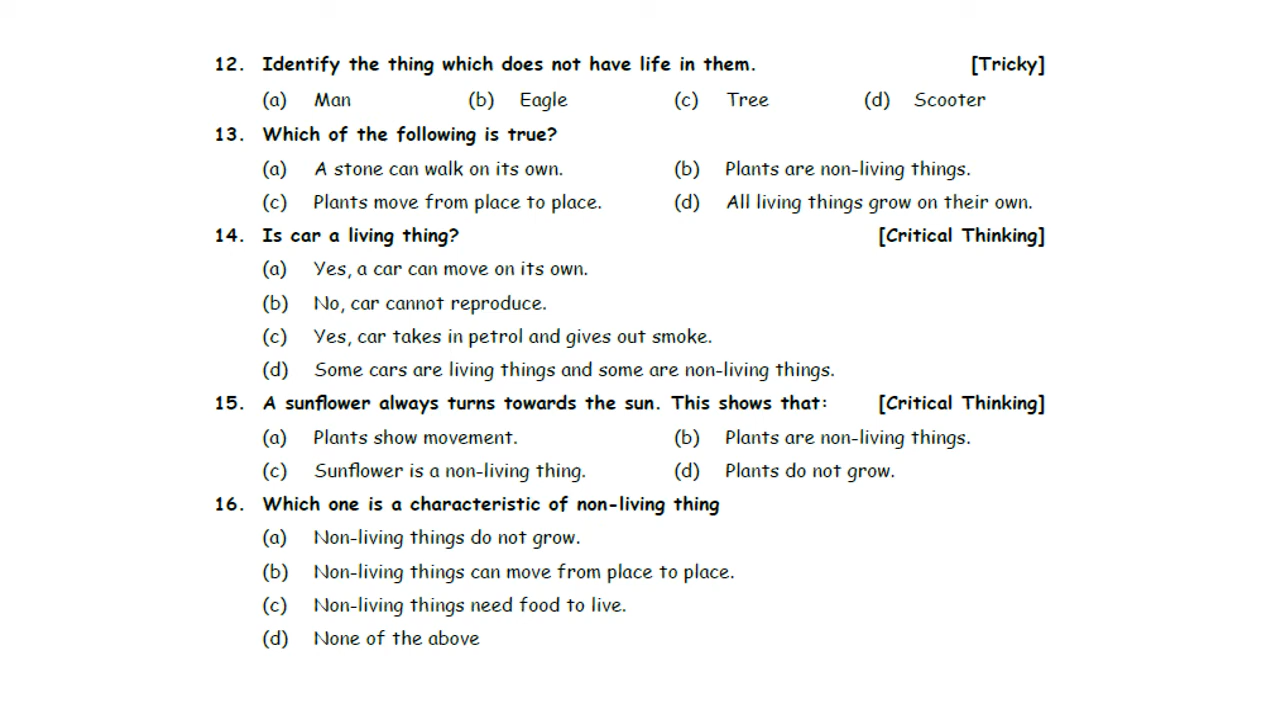 12. Identify the thing which does not have life in them. [Tricky]
(a) Man (b) Eagle (c) Tree (d) Scooter
13. Which of the following is true?
(a) A stone can walk on its own. (b) Plants are non-living things.
(c) Plants move from place to place. (d) All living things grow on their own.
14. Is car a living thing? [Critical Thinking]
(a) Yes, a car can move on its own.
(b) No, car cannot reproduce.
(c) Yes, car takes in petrol and gives out smoke.
(d) Some cars are living things and some are non-living things.
15. A sunflower always turns towards the sun. This shows that: [Critical Thinking]
(a) Plants show movement. (b) Plants are non-living things.
(c) Sunflower is a non-living thing. (d) Plants do not grow.
16. Which one is a characteristic of non-living thing
(a) Non-living things do not grow.
(b) Non-living things can move from place to place.
(c) Non-living things need food to live.
(d) None of the above